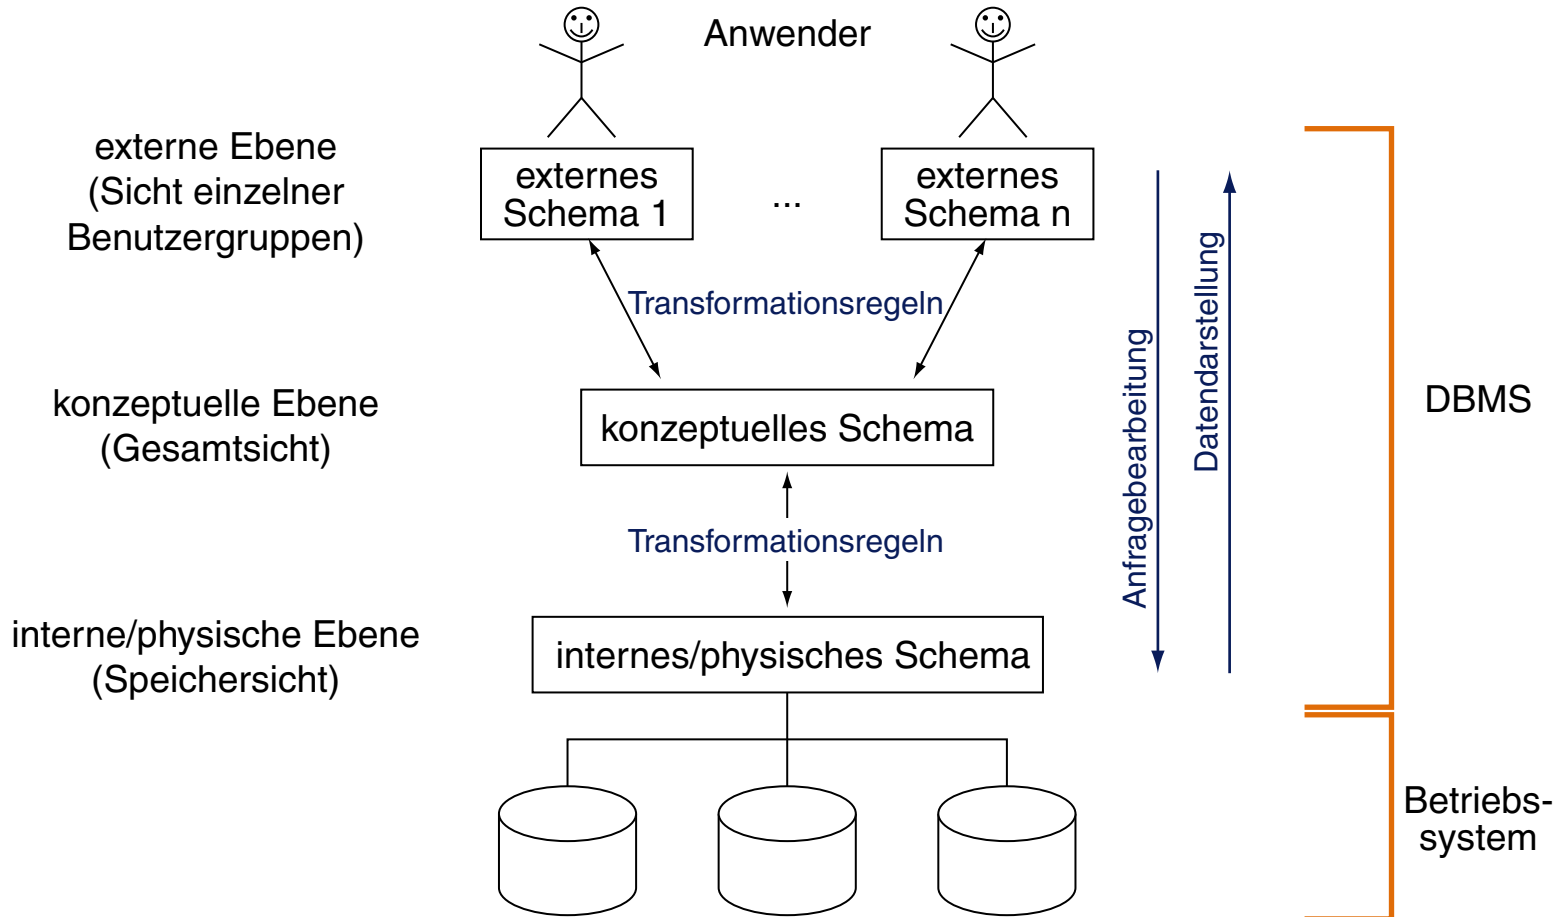 Anwender
externe Ebene
(Sicht einzelner
Benutzergruppen)
externes
Schema 1
...
externes
Schema n
Transformationsregeln
Anfragebearbeitung
Datendarstellung
konzeptuelle Ebene
(Gesamtsicht)
konzeptuelles Schema
DBMS
Transformationsregeln
interne/physische Ebene
(Speichersicht)
internes/physisches Schema
Betriebs-
system